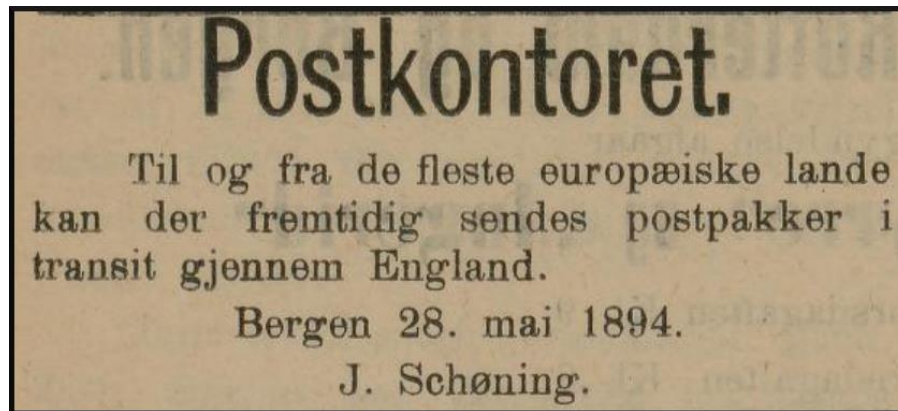 Postkontoret.
Til og fra de fleste europæiske lande
kan der fremtidig sendes postpakker i
transit gjennem England.
Bergen 28. mai 1894.
J. Schøning.